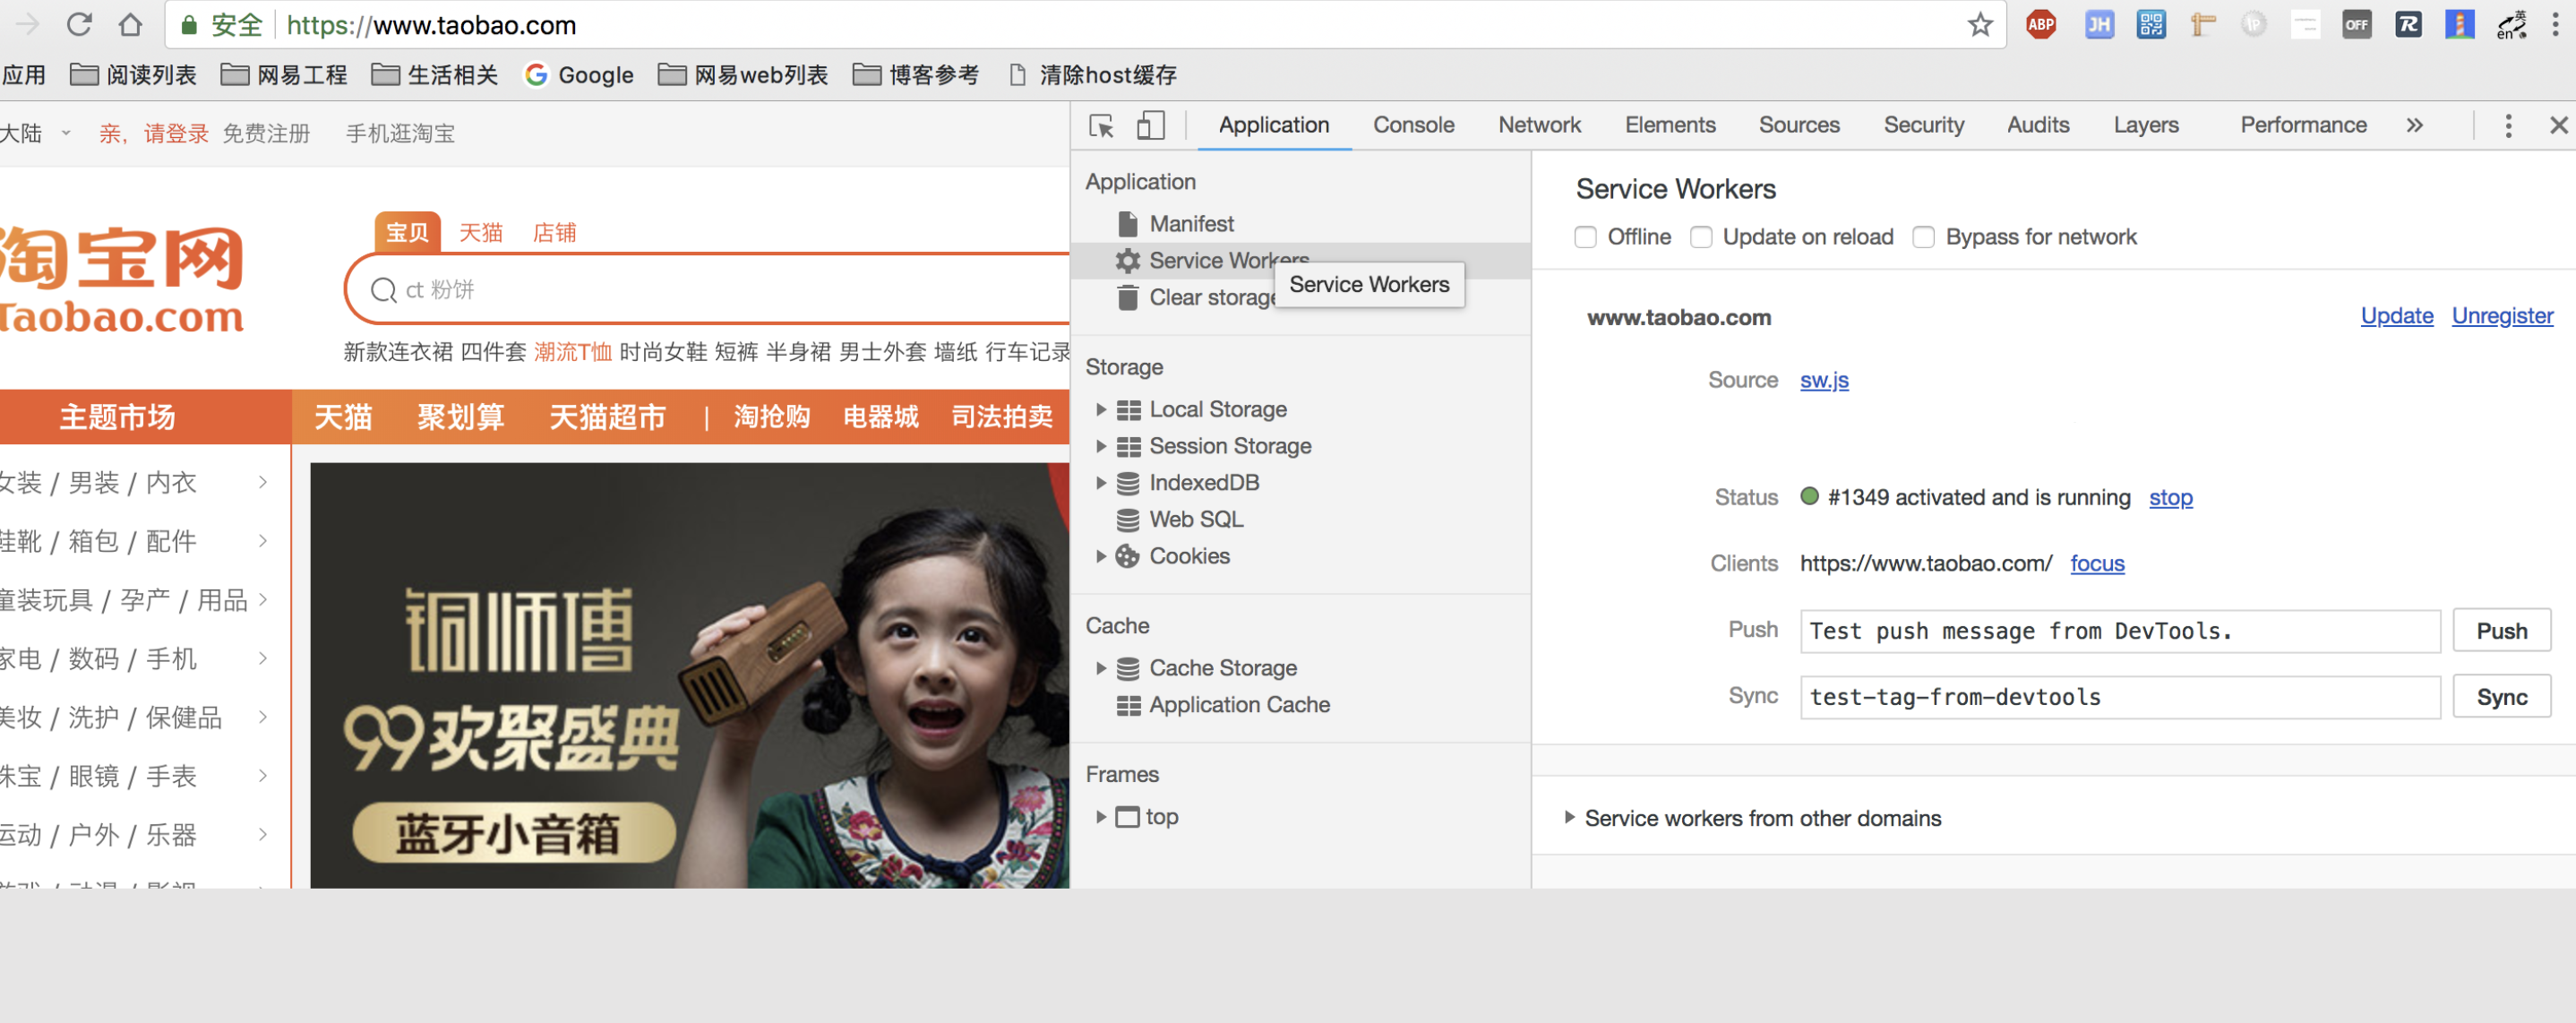 安全 https://www.taobao.com
ABP JH IP OFF R 英 en
应用 阅读列表 网易工程 生活相关 Google 网易web列表 博客参考 清除host缓存
大陆 亲，请登录 免费注册 手机逛淘宝
淘宝网
Taobao.com
宝贝 天猫 店铺
ct 粉饼
新款连衣裙 四件套 潮流T恤 时尚女鞋 短裤 半身裙 男士外套 墙纸 行车记录
主题市场 天猫 聚划算 天猫超市 | 淘抢购 电器城 司法拍卖
女装 / 男装 / 内衣
鞋靴 / 箱包 / 配件
童装玩具 / 孕产 / 用品
家电 / 数码 / 手机
美妆 / 洗护 / 保健品
珠宝 / 眼镜 / 手表
运动 / 户外 / 乐器
铜师傅
99欢聚盛典
蓝牙小音箱
Application Console Network Elements Sources Security Audits Layers Performance
Application
Manifest
Service Workers
Service Workers
Clear storage
Storage
Local Storage
Session Storage
IndexedDB
Web SQL
Cookies
Cache
Cache Storage
Application Cache
Frames
top
Service Workers
Offline Update on reload Bypass for network
www.taobao.com Update Unregister
Source sw.js
Status #1349 activated and is running stop
Clients https://www.taobao.com/ focus
Push Test push message from DevTools. Push
Sync test-tag-from-devtools Sync
Service workers from other domains